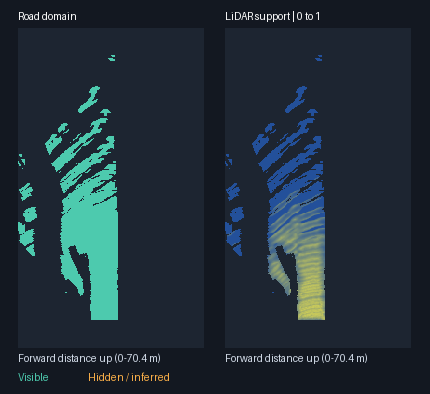 Road domain
LiDAR support | 0 to 1
Forward distance up (0-70.4 m)
Forward distance up (0-70.4 m)
Visible
Hidden / inferred